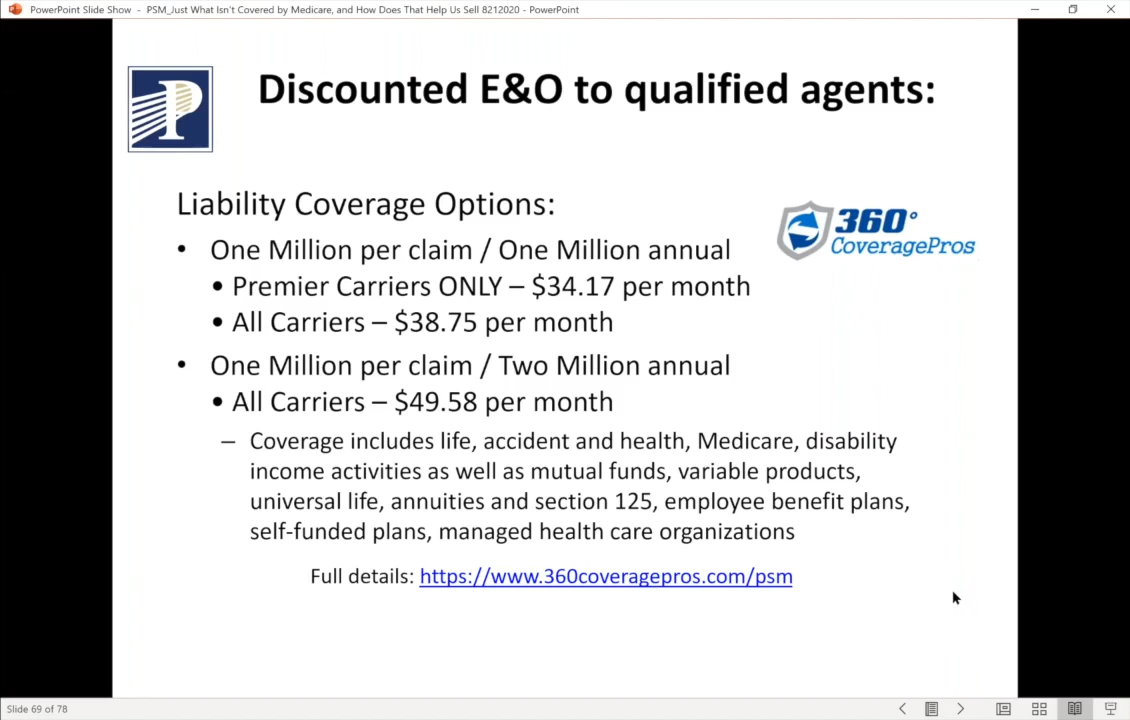 PowerPoint Slide Show - PSM_Just What Isn't Covered by Medicare, and How Does That Help Us Sell 8212020 - PowerPoint
P
Discounted E&O to qualified agents:
Liability Coverage Options:
360°
CoveragePros
• One Million per claim / One Million annual
• Premier Carriers ONLY – $34.17 per month
• All Carriers – $38.75 per month
• One Million per claim / Two Million annual
• All Carriers – $49.58 per month
– Coverage includes life, accident and health, Medicare, disability
income activities as well as mutual funds, variable products,
universal life, annuities and section 125, employee benefit plans,
self-funded plans, managed health care organizations
Full details: https://www.360coveragepros.com/psm
Slide 69 of 78